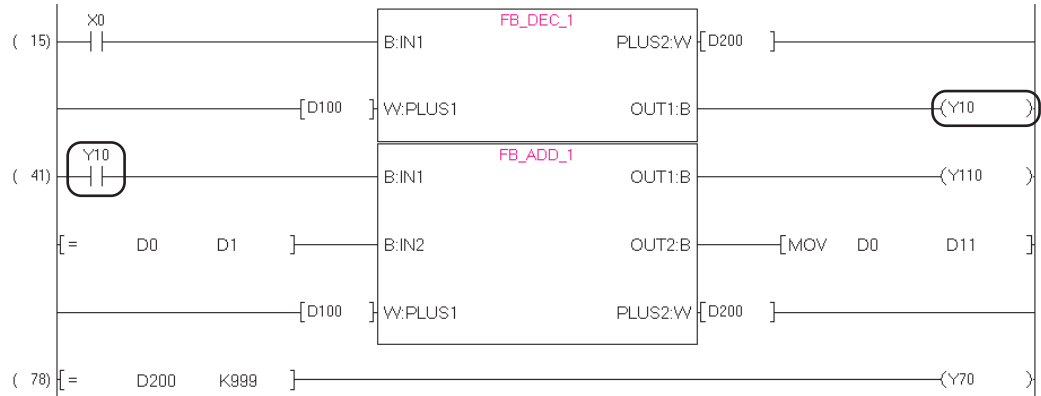 X0 FB_DEC_1
( 15) B:IN1 PLUS2:W [D200 ]
[D100 ] W:PLUS1 OUT1:B (Y10 )
Y10 FB_ADD_1
( 41) B:IN1 OUT1:B (Y110 )
[= D0 D1 ] B:IN2 OUT2:B [MOV D0 D11 ]
[D100 ] W:PLUS1 PLUS2:W [D200 ]
( 78) [= D200 K999 ] (Y70 )